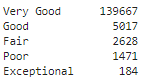 Very Good     139667
Good            5017
Fair            2628
Poor            1471
Exceptional      184